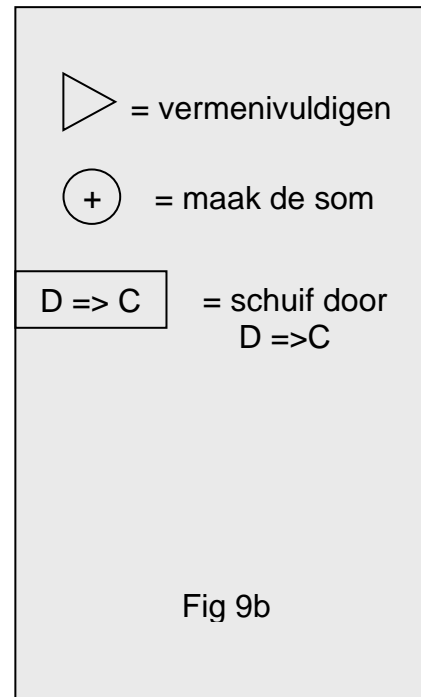 = vermenivuldigen
+ = maak de som
D => C = schuif door
D =>C
Fig 9b